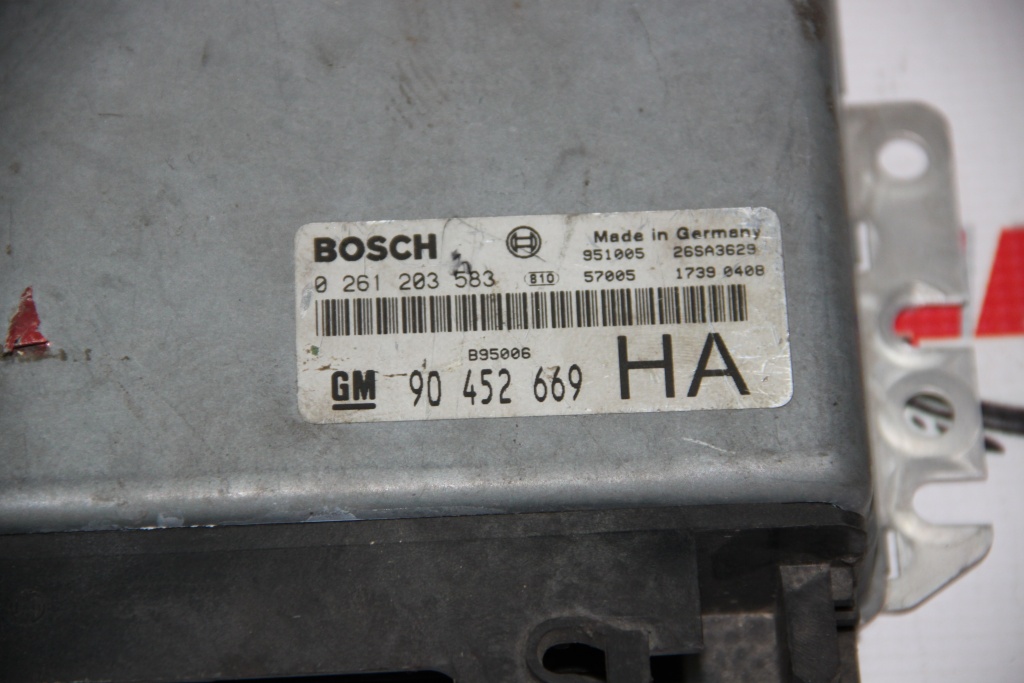 BOSCH Made in Germany
951005 26SA3629
0 261 203 583 810 57005 1739 0408
B95006
GM 90 452 669 HA